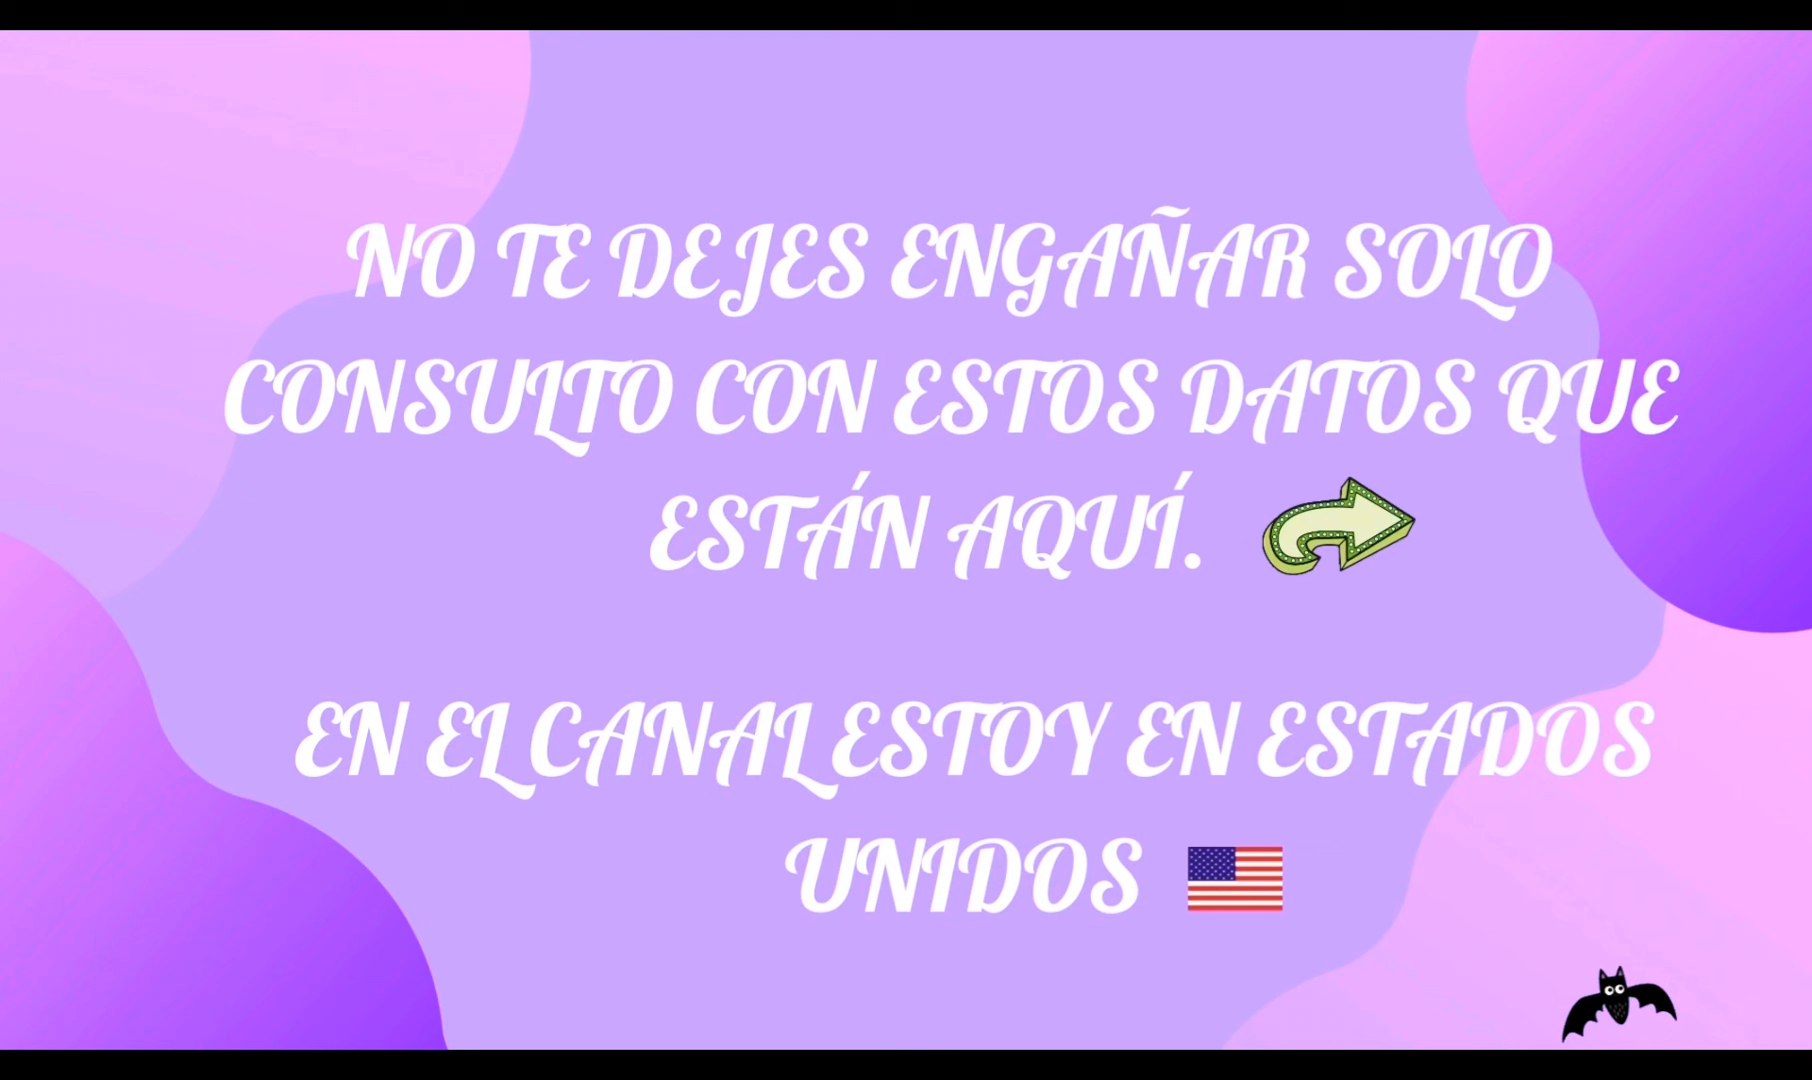 NO TE DEJES ENGAÑAR SOLO
CONSULTO CON ESTOS DATOS QUE
ESTÁN AQUÍ.
EN EL CANAL ESTOY EN ESTADOS
UNIDOS